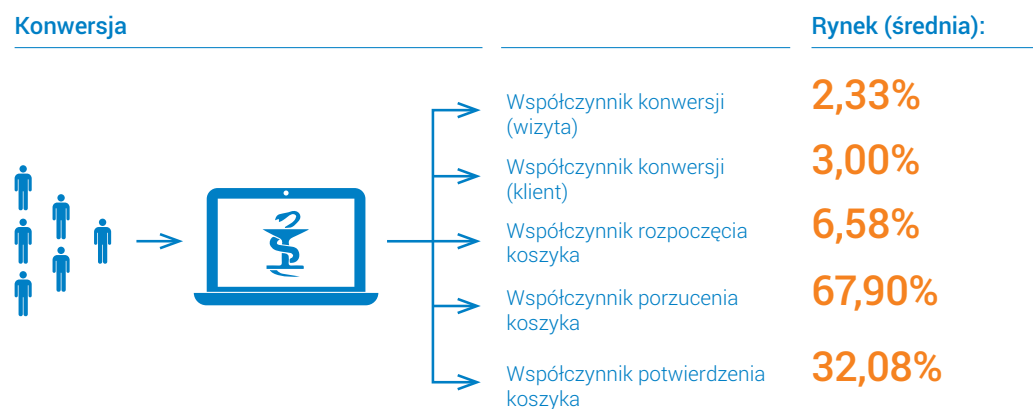 Konwersja
Rynek (średnia):
Współczynnik konwersji
(wizyta)
2,33%
Współczynnik konwersji
(klient)
3,00%
Współczynnik rozpoczęcia
koszyka
6,58%
Współczynnik porzucenia
koszyka
67,90%
Współczynnik potwierdzenia
koszyka
32,08%